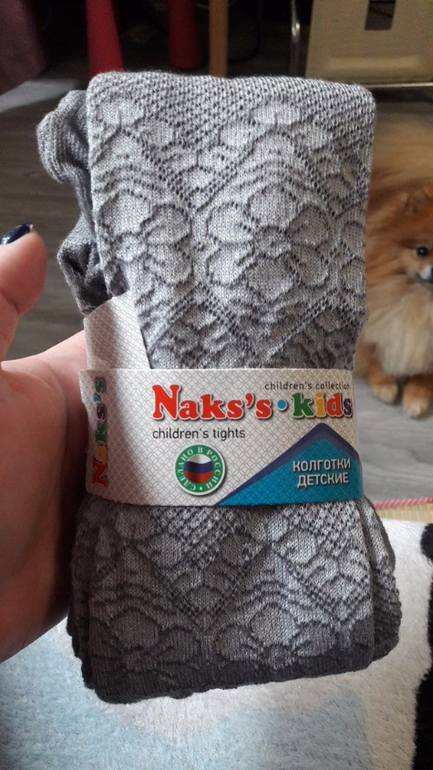 children's collection
Naks's • kids
children's tights
СДЕЛАНО В РОССИИ
КОЛГОТКИ
ДЕТСКИЕ
Naks's